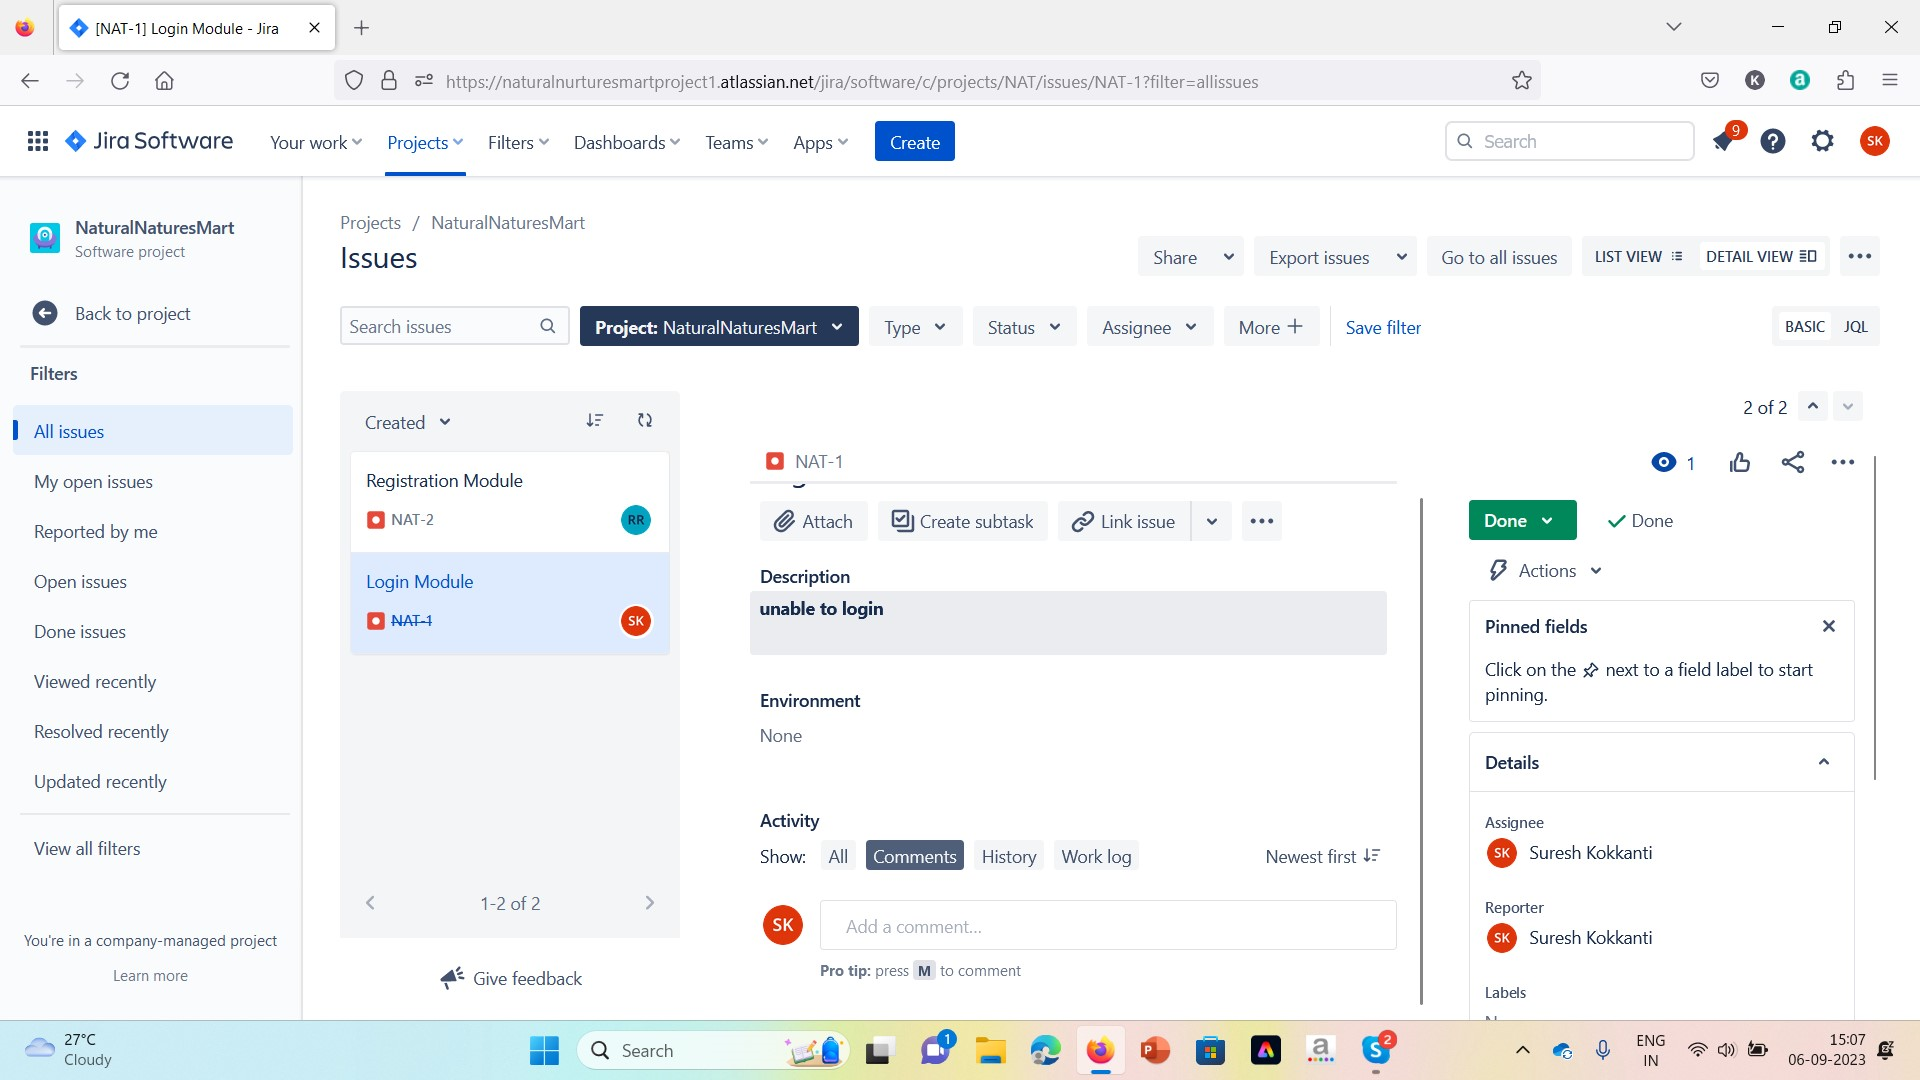 [NAT-1] Login Module - Jira
https://naturalnurturesmartproject1.atlassian.net/jira/software/c/projects/NAT/issues/NAT-1?filter=allissues
K
a
Jira Software
Your work
Projects
Filters
Dashboards
Teams
Apps
Create
Search
9
SK
NaturalNaturesMart
Software project
Back to project
Filters
All issues
My open issues
Reported by me
Open issues
Done issues
Viewed recently
Resolved recently
Updated recently
View all filters
You're in a company-managed project
Learn more
Projects / NaturalNaturesMart
Issues
Share
Export issues
Go to all issues
LIST VIEW
DETAIL VIEW
Search issues
Project: NaturalNaturesMart
Type
Status
Assignee
More
Save filter
BASIC
JQL
Created
Registration Module
NAT-2
RR
Login Module
NAT-1
SK
1-2 of 2
Give feedback
2 of 2
NAT-1
1
Attach
Create subtask
Link issue
Description
unable to login
Environment
None
Activity
Show:
All
Comments
History
Work log
Newest first
SK
Add a comment...
Pro tip: press M to comment
Done
Done
Actions
Pinned fields
Click on the next to a field label to start
pinning.
Details
Assignee
SK
Suresh Kokkanti
Reporter
SK
Suresh Kokkanti
Labels
27°C
Cloudy
Search
1
P
a
S
2
ENG
IN
15:07
06-09-2023